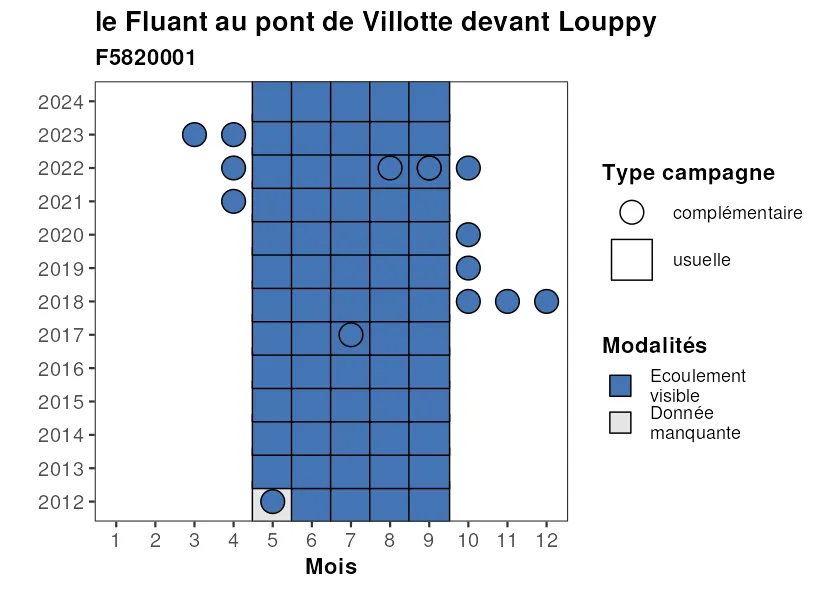 le Fluant au pont de Villotte devant Louppy
F5820001
2024
2023
2022
2021
2020
2019
2018
2017
2016
2015
2014
2013
2012
1 2 3 4 5 6 7 8 9 10 11 12
Mois
Type campagne
complémentaire
usuelle
Modalités
Ecoulement
visible
Donnée
manquante